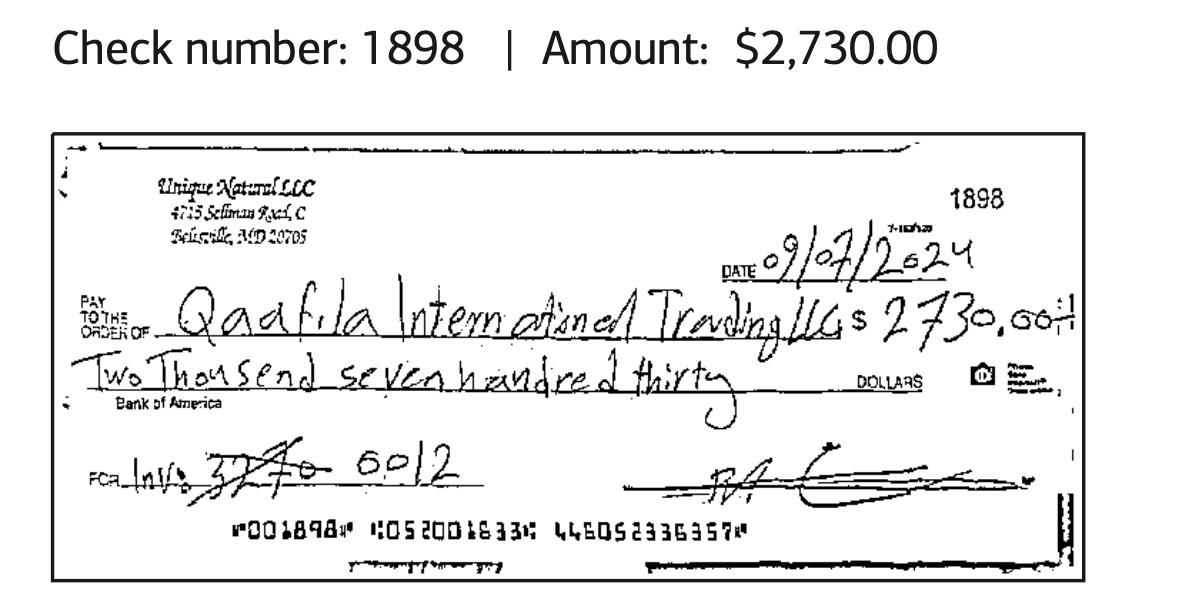 Check number: 1898 | Amount: $2,730.00
Unique Natural LLC
1898
4715 Sellman Road, C
Beltsville, MD 20705
DATE 09/07/2024
PAY TO THE ORDER OF Qaafila International Trading LLC $ 2730.00
Two Thousend seven handred thirty DOLLARS
Bank of America
FOR Inv: 3270 6012
⑈001898⑈ ⑆052001633⑆ 446052336357⑈